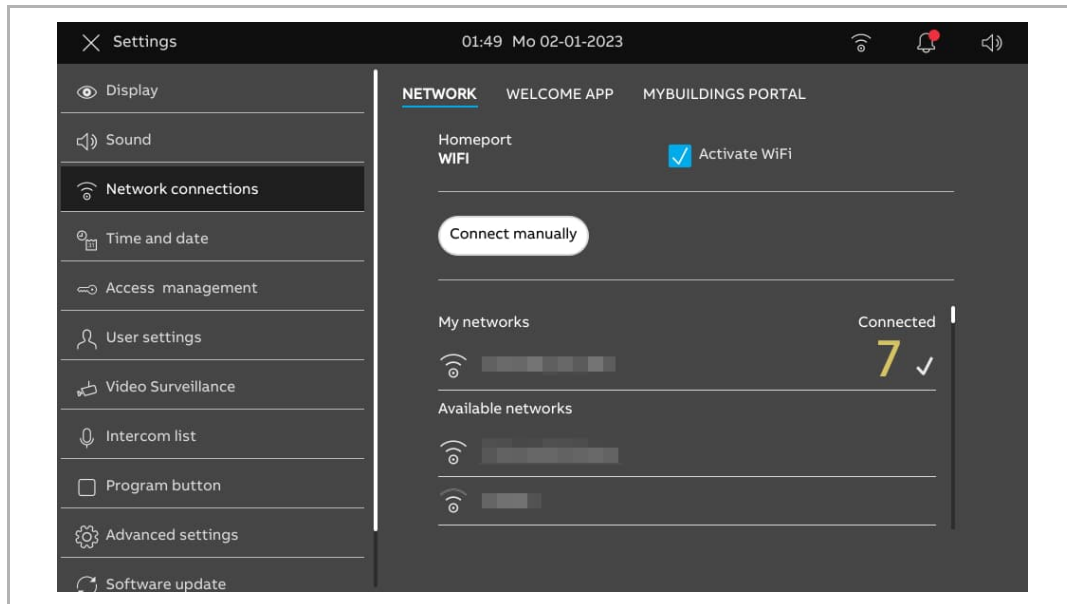 Settings
01:49 Mo 02-01-2023
Display
Sound
Network connections
Time and date
Access management
User settings
Video Surveillance
Intercom list
Program button
Advanced settings
Software update
NETWORK WELCOME APP MYBUILDINGS PORTAL
Homeport
WIFI
Activate WiFi
Connect manually
My networks
Connected
7
Available networks